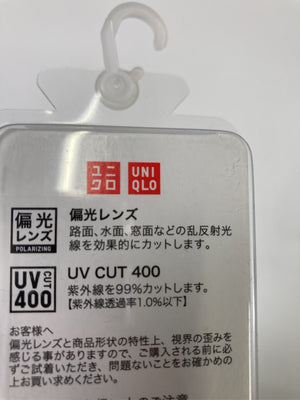 ユニクロ
UNIQLO
偏光レンズ
POLARIZING
偏光レンズ
路面、水面、窓面などの乱反射光
線を効果的にカットします。
UV CUT 400
UV CUT 400
紫外線を99%カットします。
【紫外線透過率1.0%以下】
お客様へ
偏光レンズと商品形状の特性上、視界の歪みを
感じる事がありますので、ご購入される前に必
ずご試着いただき、問題ないことをお確かめの
上お買い求めください。